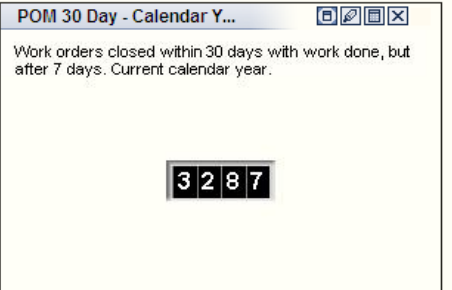 POM 30 Day - Calendar Y...
Work orders closed within 30 days with work done, but
after 7 days. Current calendar year.
3287